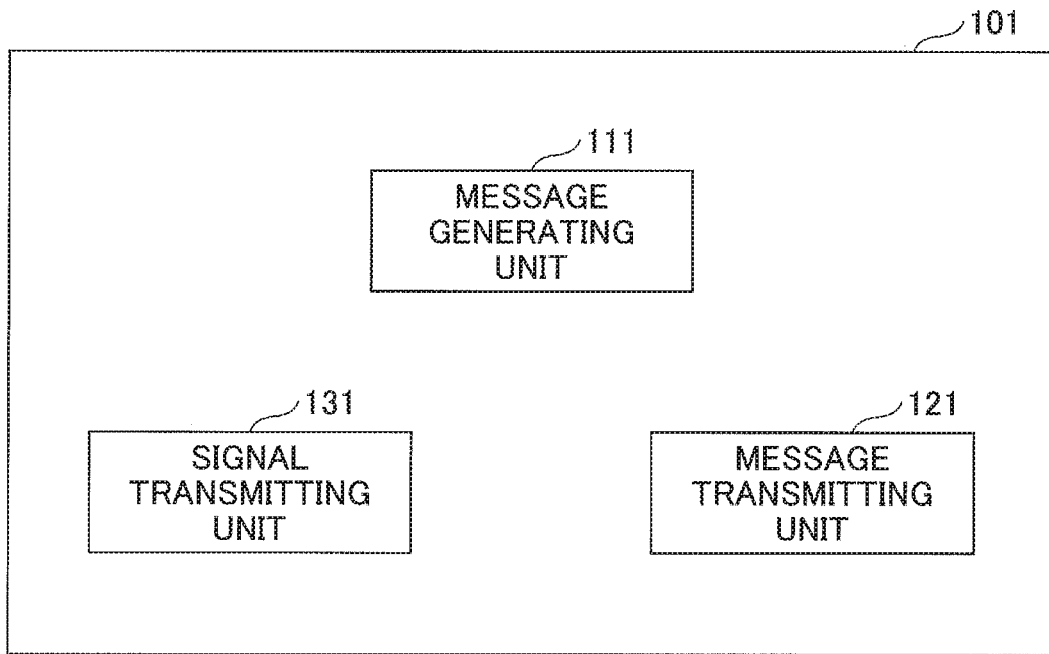 101
111
MESSAGE
GENERATING
UNIT
131
SIGNAL
TRANSMITTING
UNIT
121
MESSAGE
TRANSMITTING
UNIT